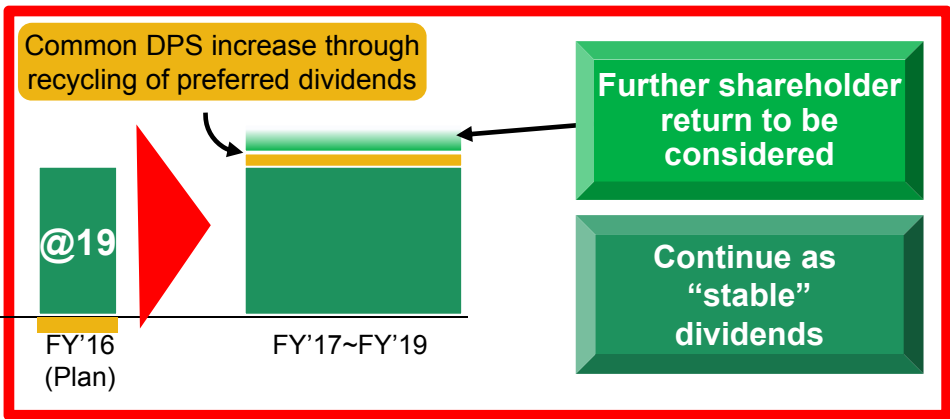 Common DPS increase through
recycling of preferred dividends
Further shareholder
return to be
considered
@19
Continue as
“stable”
dividends
FY’16
(Plan)
FY’17~FY’19